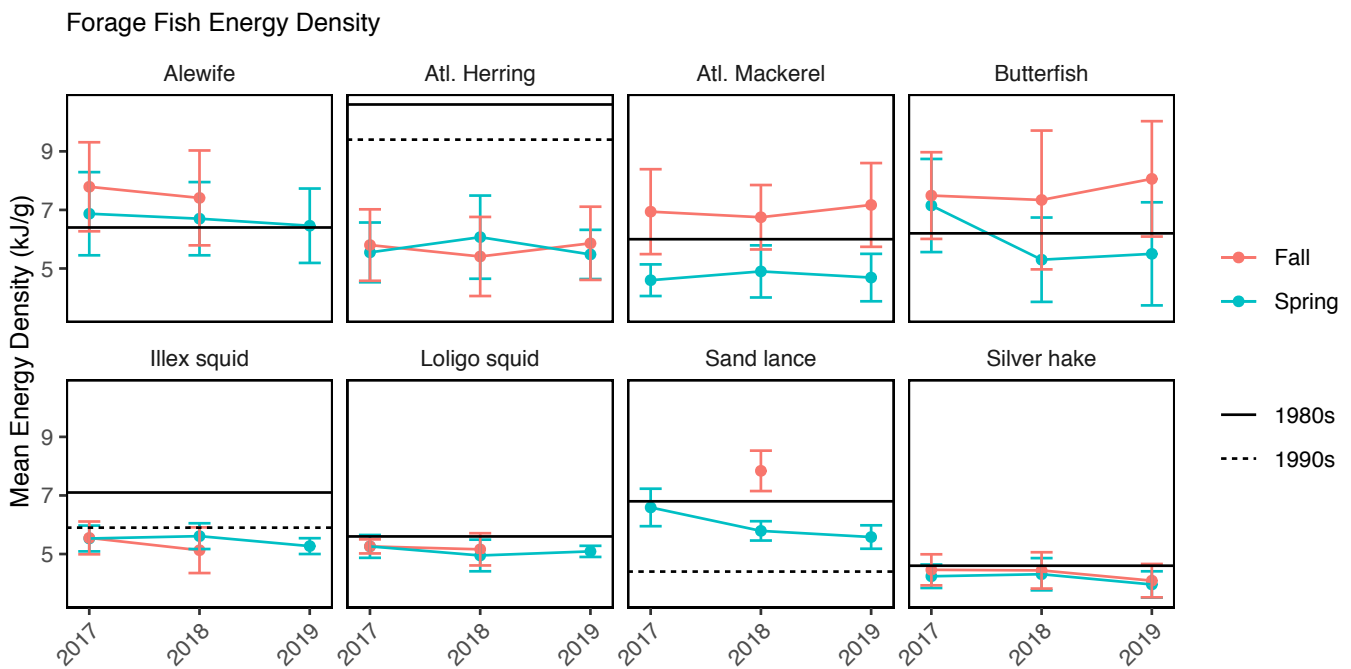 Forage Fish Energy Density
Alewife
Atl. Herring
Atl. Mackerel
Butterfish
Mean Energy Density (kJ/g)
9
7
5
Fall
Spring
Illex squid
Loligo squid
Sand lance
Silver hake
9
7
5
1980s
1990s
2017
2018
2019
2017
2018
2019
2017
2018
2019
2017
2018
2019